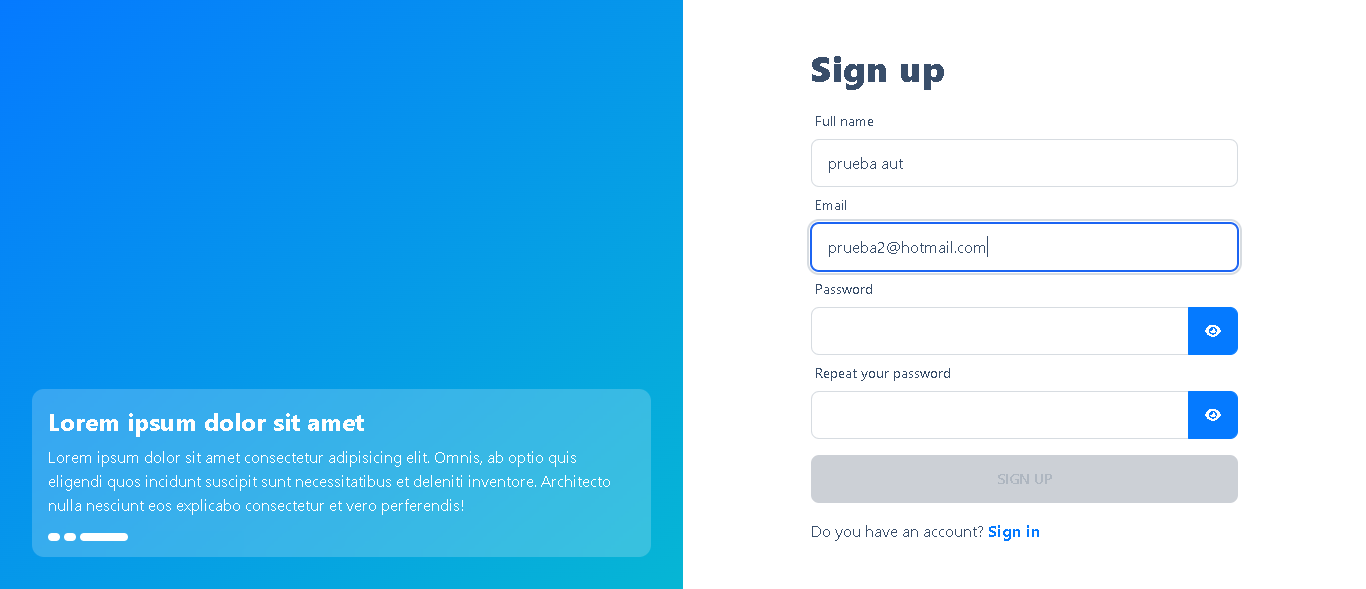 Lorem ipsum dolor sit amet
Lorem ipsum dolor sit amet consectetur adipisicing elit. Omnis, ab optio quis
eligendi quos incidunt suscipit sunt necessitatibus et deleniti inventore. Architecto
nulla nesciunt eos explicabo consectetur et vero perferendis!
Sign up
Full name
prueba aut
Email
prueba2@hotmail.com
Password
Repeat your password
SIGN UP
Do you have an account? Sign in